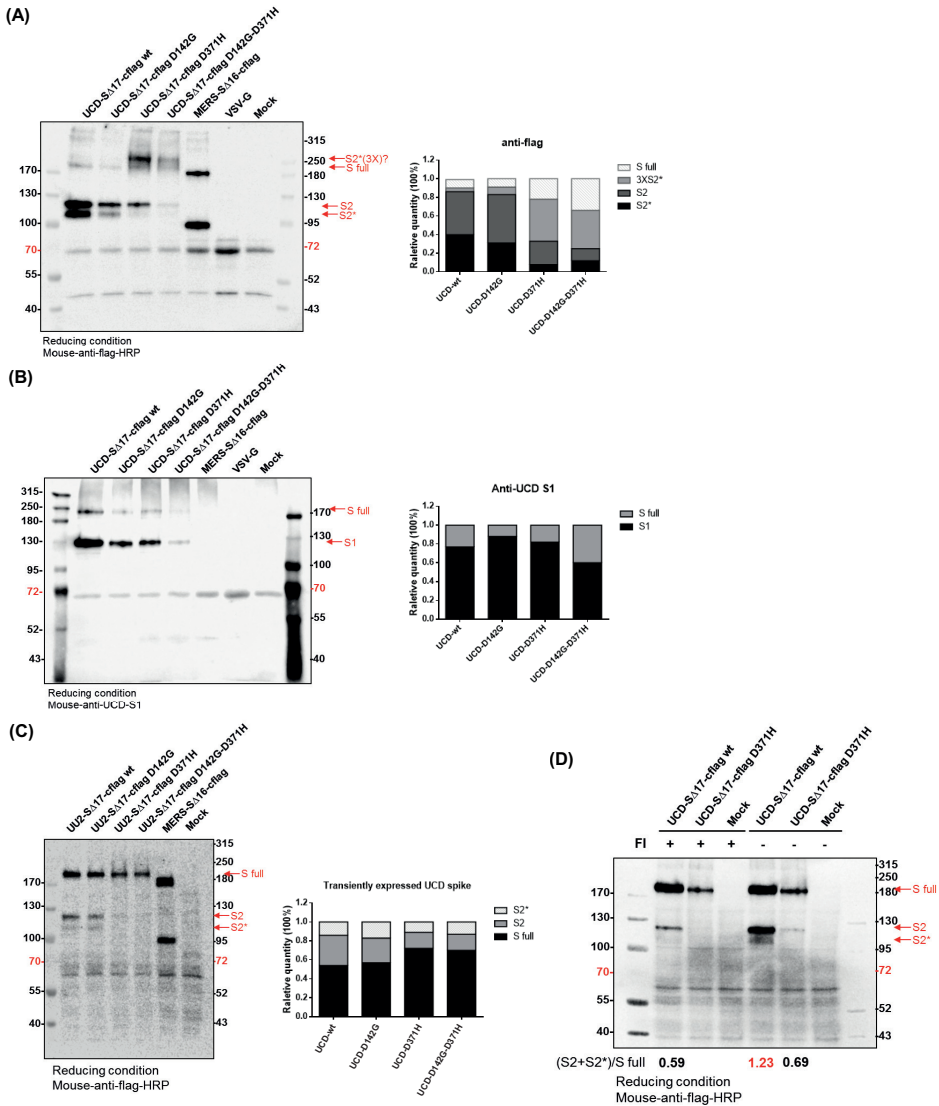 (A)
UCD-SΔ17-cflag wt
UCD-SΔ17-cflag D142G
UCD-SΔ17-cflag D371H
UCD-SΔ17-cflag D142G-D371H
MERS-SΔ16-cflag
VSV-G
Mock
170-
130-
100-
70-
55-
40-
-315
-250
-180
-130
-95
-72
-52
-43
S2*(3X)?
S full
S2
S2*
Reducing condition
Mouse-anti-flag-HRP
anti-flag
Raletive quantity (100%)
1.2
1.0
0.8
0.6
0.4
0.2
0.0
UCD-wt
UCD-D142G
UCD-D371H
UCD-D142G-D371H
S full
3XS2*
S2
S2*
(B)
UCD-SΔ17-cflag wt
UCD-SΔ17-cflag D142G
UCD-SΔ17-cflag D371H
UCD-SΔ17-cflag D142G-D371H
MERS-SΔ16-cflag
VSV-G
Mock
315-
250-
180-
130-
95-
72-
52-
43-
-170
-130
-100
-70
-55
-40
S full
S1
Reducing condition
Mouse-anti-UCD-S1
Anti-UCD S1
Raletive quantity (100%)
1.2
1.0
0.8
0.6
0.4
0.2
0.0
UCD-wt
UCD-D142G
UCD-D371H
UCD-D142G-D371H
S full
S1
(C)
UU2-SΔ17-cflag wt
UU2-SΔ17-cflag D142G
UU2-SΔ17-cflag D371H
UU2-SΔ17-cflag D142G-D371H
MERS-SΔ16-cflag
Mock
170-
130-
100-
70-
55-
40-
-315
-250
-180
-130
-95
-72
-52
-43
S full
S2
S2*
Reducing condition
Mouse-anti-flag-HRP
Transiently expressed UCD spike
Raletive quantity (100%)
1.2
1.0
0.8
0.6
0.4
0.2
0.0
UCD-wt
UCD-D142G
UCD-D371H
UCD-D142G-D371H
S2*
S2
S full
(D)
UCD-SΔ17-cflag wt
UCD-SΔ17-cflag D371H
Mock
UCD-SΔ17-cflag wt
UCD-SΔ17-cflag D371H
Mock
FI + + + - - -
170-
130-
100-
70-
55-
40-
315
-250
-180
-130
-95
-72
-52
-43
S full
S2
S2*
(S2+S2*)/S full 0.59 1.23 0.69
Reducing condition
Mouse-anti-flag-HRP